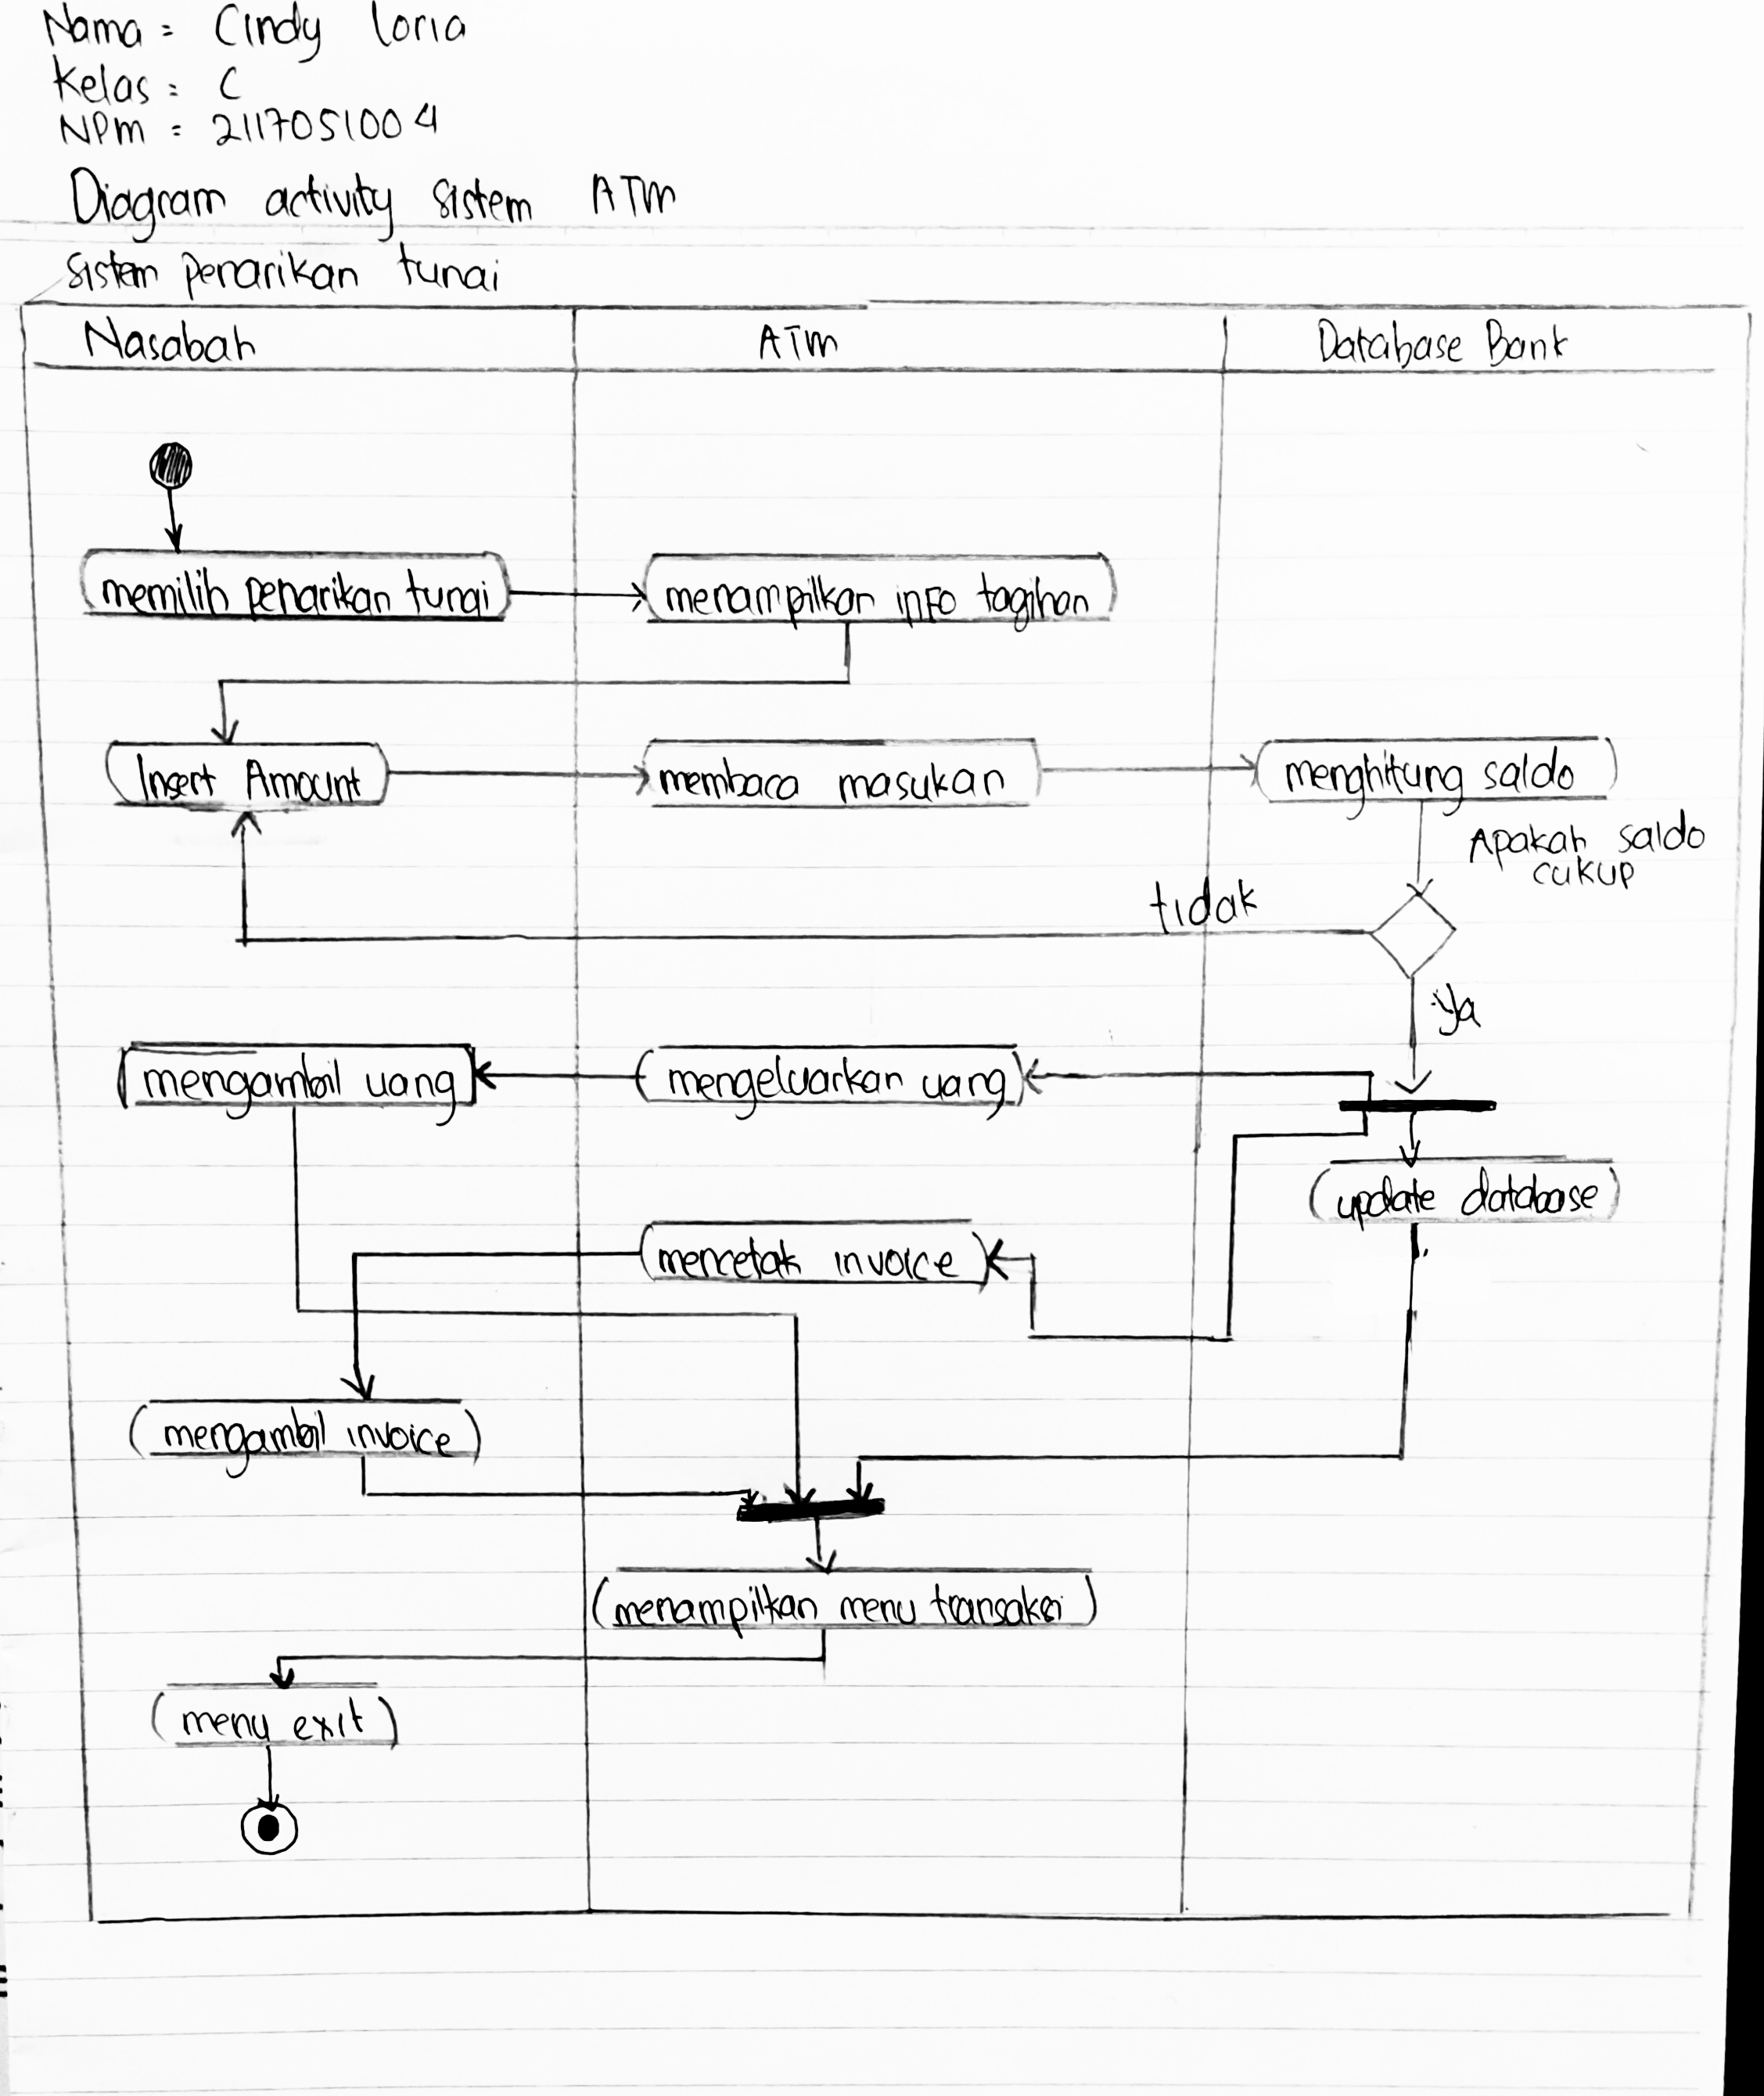 Nama = Cindy loria
Kelas = C
NPM = 2117051004
Diagram activity sistem ATM
sistem penarikan tunai
Nasabah ATM Database Bank
memilih penarikan tungi menampilkan info tagihan
Insert Amount membaca masukan menghitung saldo
Apakah saldo
cukup
tidak
ya
mengambil uang mengeluarkan uang
update database
mencetak invoice
mengambil invoice
menampilkan menu transaksi
menu exit